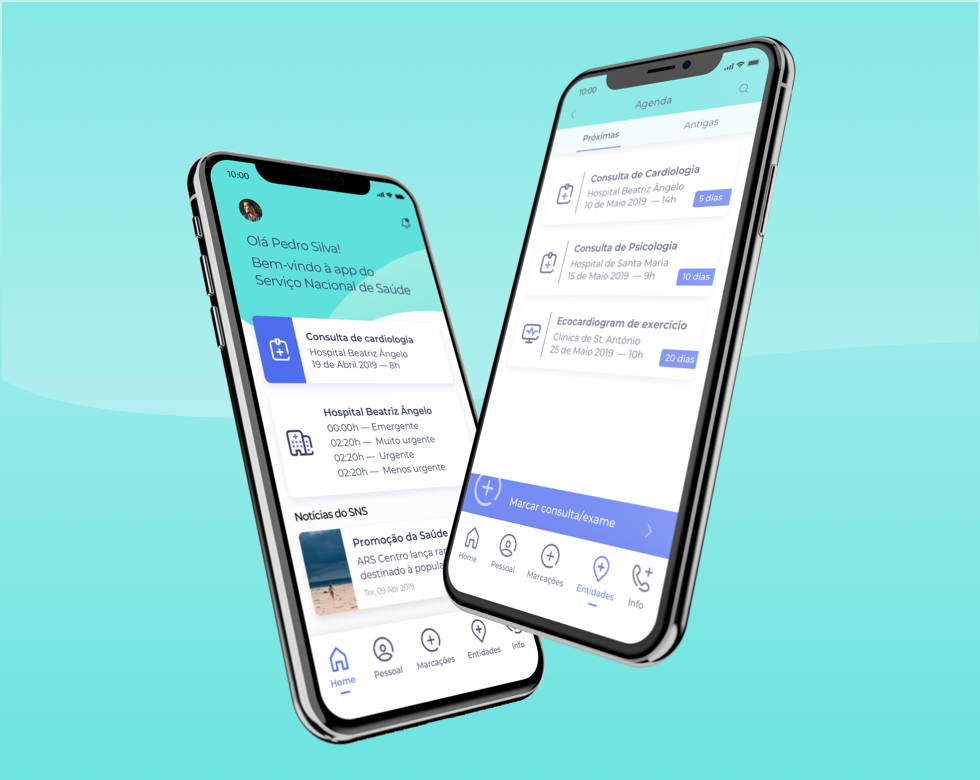 10:00
Olá Pedro Silva!
Bem-vindo à app do
Serviço Nacional de Saúde
Consulta de cardiologia
Hospital Beatriz Ângelo
19 de Abril 2019 — 8h
Hospital Beatriz Ângelo
00:00h — Emergente
02:20h — Muito urgente
02:20h — Urgente
02:20h — Menos urgente
Notícias do SNS
Promoção da Saúde
ARS Centro lança
destinado à
Ter, 09 Abr 2019
Home
Pessoal
Marcações
Entidades
Info
10:00
Agenda
Próximas
Antigas
Consulta de Cardiologia
Hospital Beatriz Ângelo
10 de Maio 2019 — 14h
5 dias
Consulta de Psicologia
Hospital de Santa Maria
15 de Maio 2019 — 9h
10 dias
Ecocardiogram de exercício
Clínica de St. António
25 de Maio 2019 — 10h
20 dias
Marcar consulta/exame
Home
Pessoal
Marcações
Entidades
Info